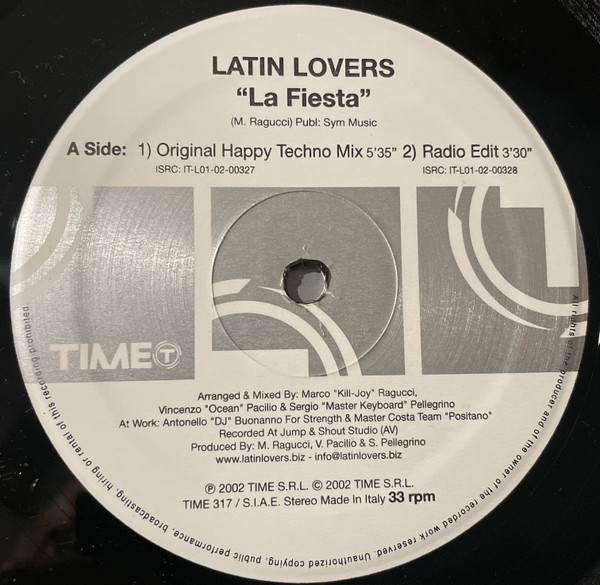 LATIN LOVERS
“La Fiesta”
(M. Ragucci) Publ: Sym Music
A Side: 1) Original Happy Techno Mix 5'35” 2) Radio Edit 3'30”
ISRC: IT-L01-02-00327 ISRC: IT-L01-02-00328
TIME T
Arranged & Mixed By: Marco "Kill-Joy" Ragucci,
Vincenzo "Ocean" Pacilio & Sergio "Master Keyboard" Pellegrino
At Work: Antonello "DJ" Buonanno For Strength & Master Costa Team "Positano"
Recorded At Jump & Shout Studio (AV)
Produced By: M. Ragucci, V. Pacilio & S. Pellegrino
www.latinlovers.biz - info@latinlovers.biz
℗ 2002 TIME S.R.L. © 2002 TIME S.R.L.
TIME 317 / S.I.A.E. Stereo Made In Italy 33 rpm
All rights of the producer and of the owner of the recorded work reserved. Unauthorized copying, public performance, broadcasting, hiring or rental of this recording prohibited.